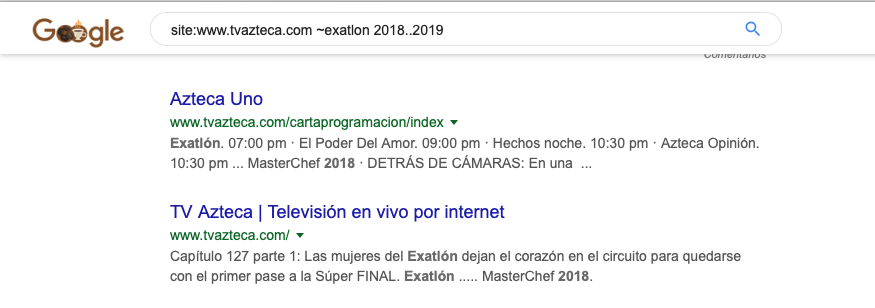 Google
site:www.tvazteca.com ~exatlon 2018..2019
Comentarios
Azteca Uno
www.tvazteca.com/cartaprogramacion/index
Exatlón. 07:00 pm · El Poder Del Amor. 09:00 pm · Hechos noche. 10:30 pm · Azteca Opinión.
10:30 pm ... MasterChef 2018 · DETRÁS DE CÁMARAS: En una ...
TV Azteca | Televisión en vivo por internet
www.tvazteca.com/
Capítulo 127 parte 1: Las mujeres del Exatlón dejan el corazón en el circuito para quedarse
con el primer pase a la Súper FINAL. Exatlón ..... MasterChef 2018.